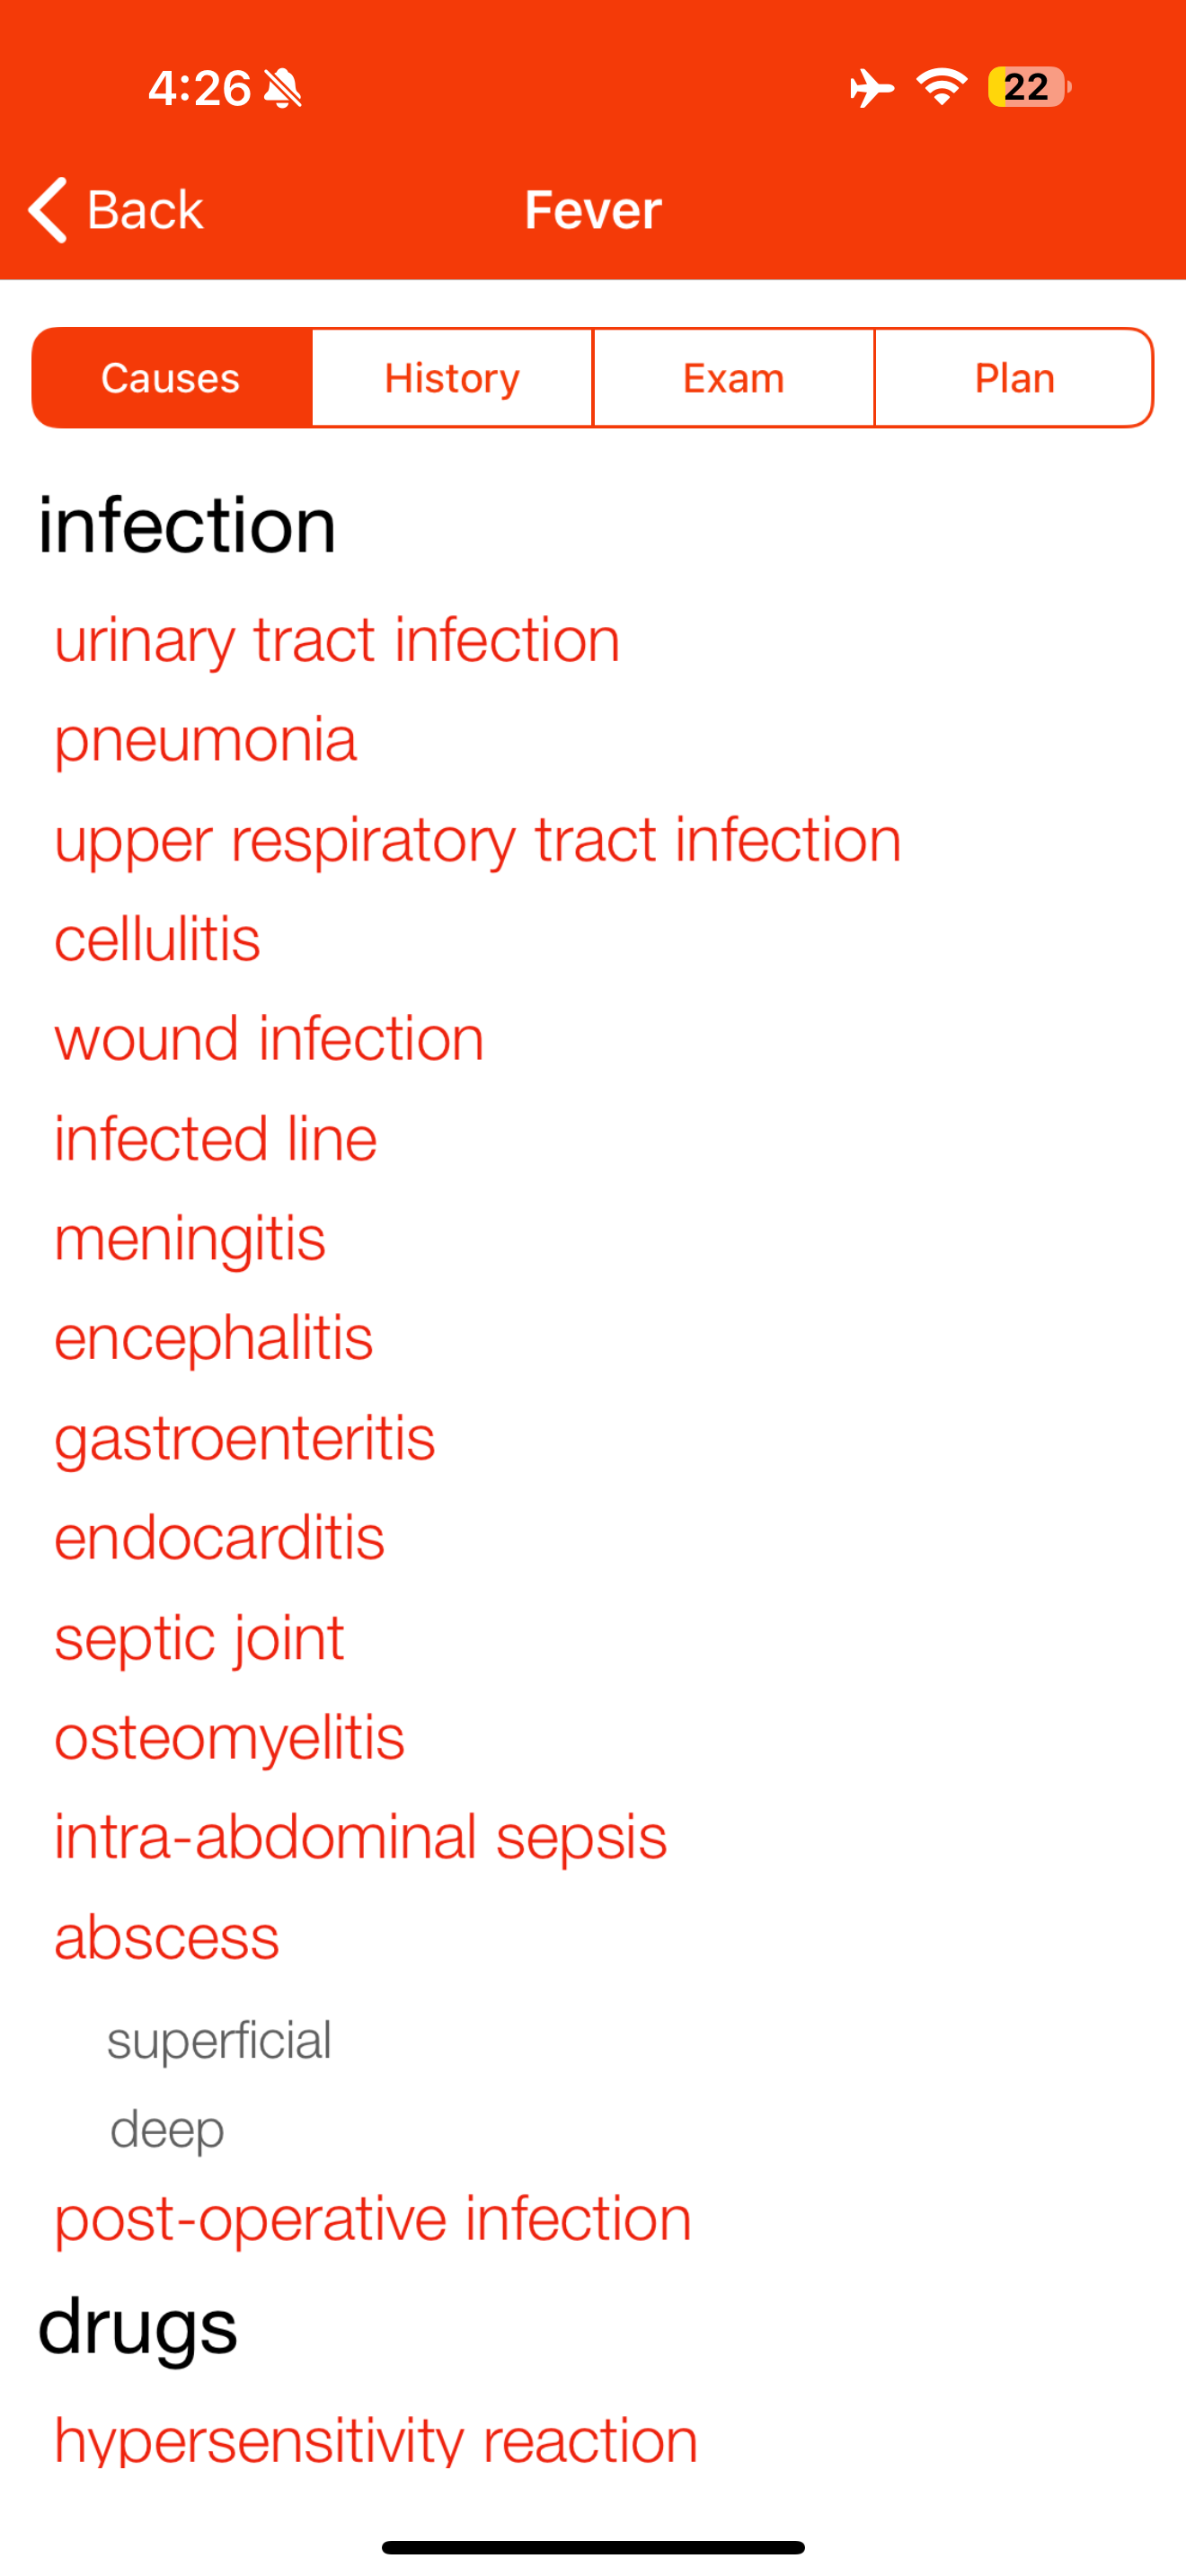 4:26
22
Back
Fever
Causes
History
Exam
Plan
infection
urinary tract infection
pneumonia
upper respiratory tract infection
cellulitis
wound infection
infected line
meningitis
encephalitis
gastroenteritis
endocarditis
septic joint
osteomyelitis
intra-abdominal sepsis
abscess
superficial
deep
post-operative infection
drugs
hypersensitivity reaction